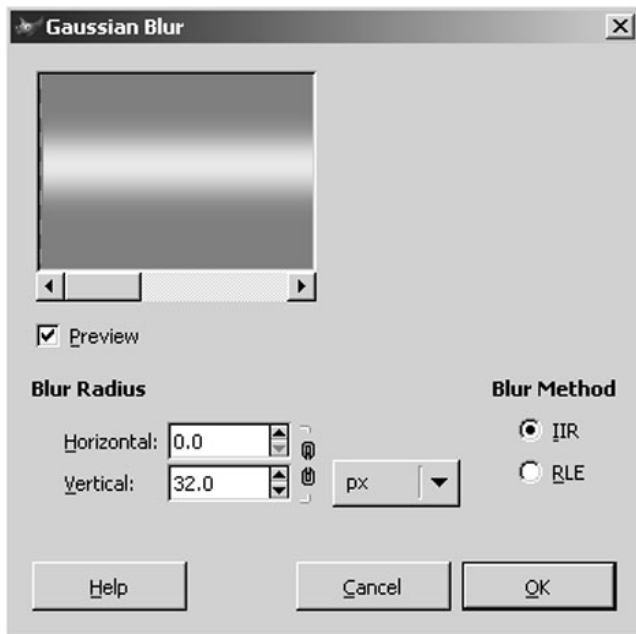 Gaussian Blur
Preview
Blur Radius
Horizontal: 0.0
Vertical: 32.0
px
Blur Method
IIR
RLE
Help
Cancel
OK